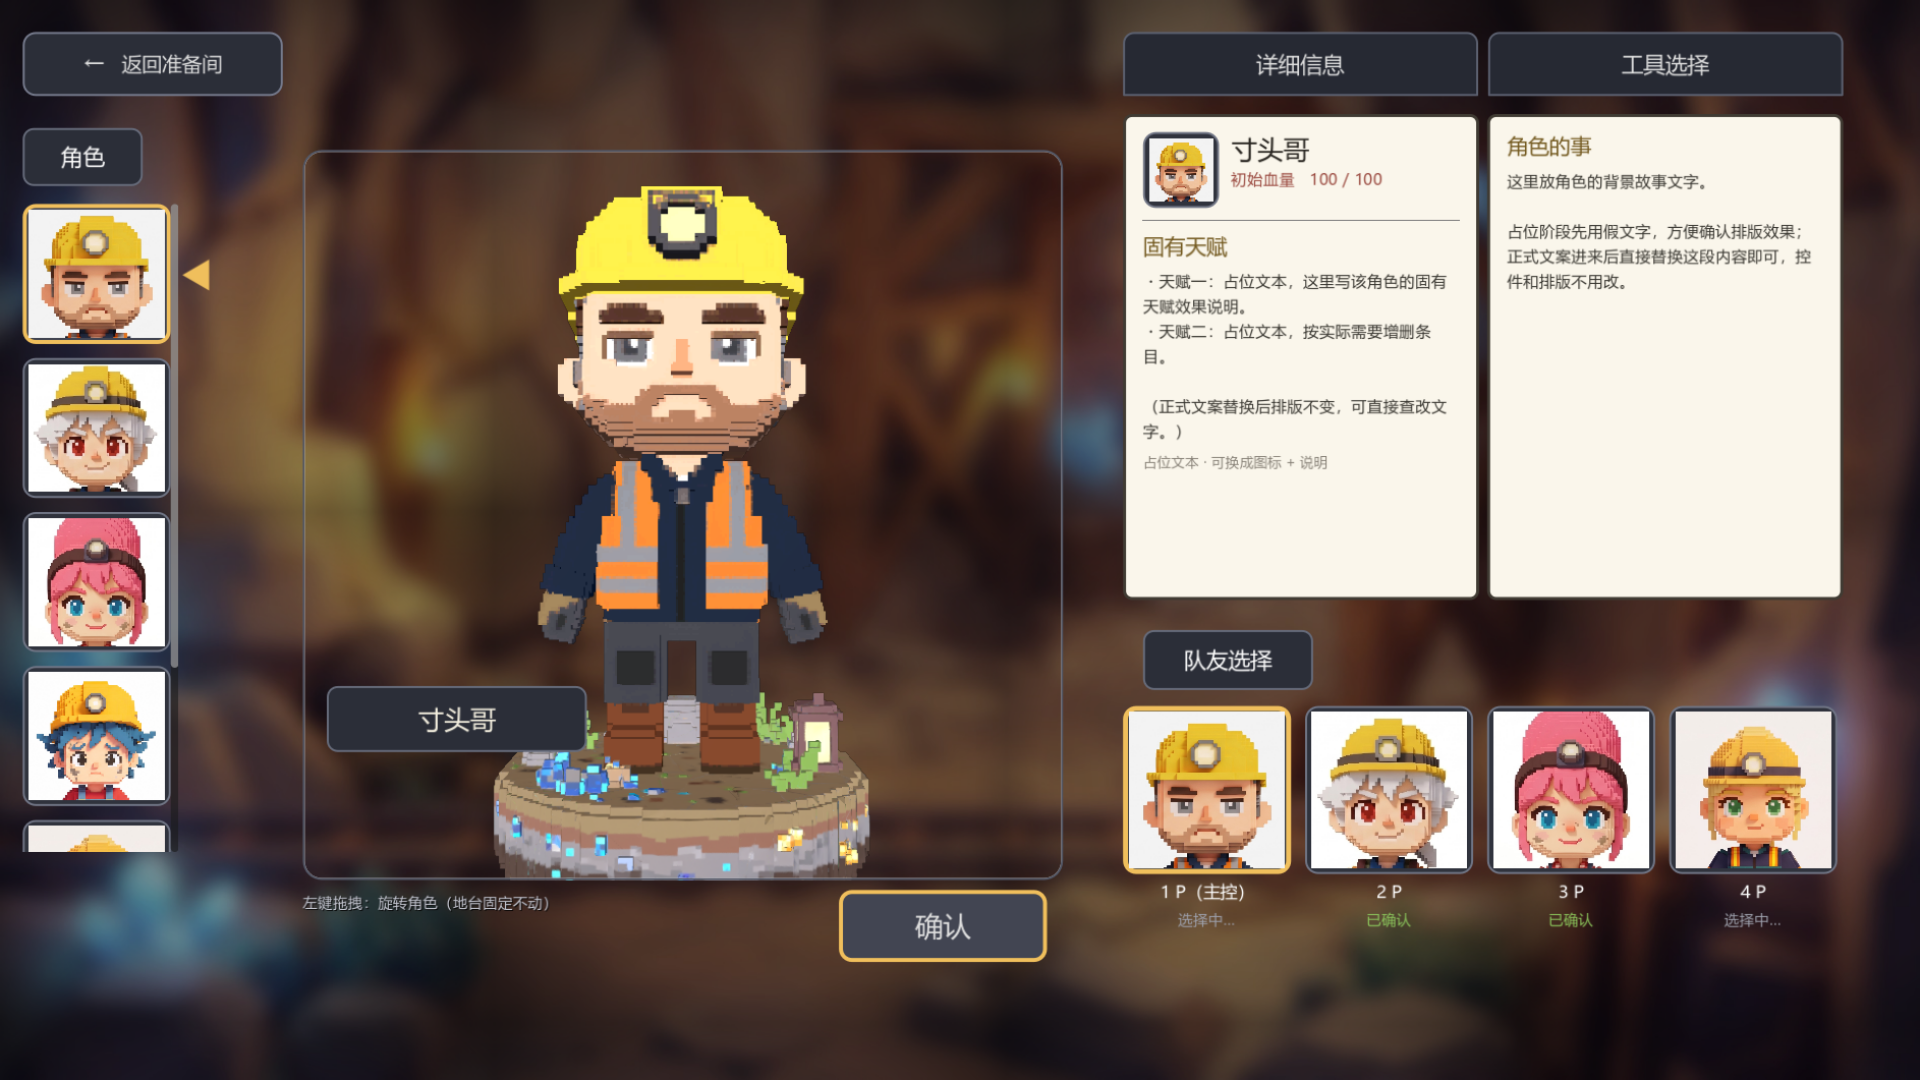 ← 返回准备间
角色
寸头哥
左键拖拽：旋转角色（地台固定不动）
确认
详细信息
工具选择
寸头哥
初始血量 100 / 100
固有天赋
· 天赋一：占位文本，这里写该角色的固有
天赋效果说明。
· 天赋二：占位文本，按实际需要增删条
目。
（正式文案替换后排版不变，可直接查改文
字。）
占位文本 · 可换成图标 + 说明
角色的事
这里放角色的背景故事文字。
占位阶段先用假文字，方便确认排版效果；
正式文案进来后直接替换这段内容即可，控
件和排版不用改。
队友选择
1 P（主控）
选择中...
2 P
已确认
3 P
已确认
4 P
选择中...